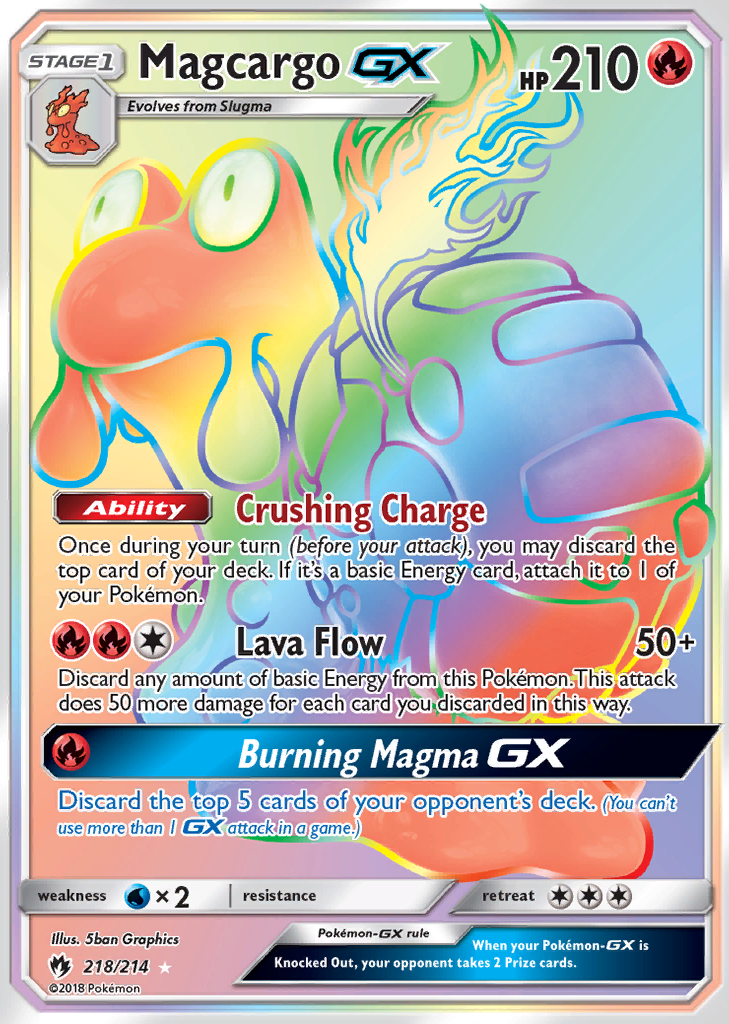 STAGE1
Magcargo GX
HP 210
Evolves from Slugma
Ability
Crushing Charge
Once during your turn (before your attack), you may discard the
top card of your deck. If it's a basic Energy card, attach it to 1 of
your Pokémon.
Lava Flow 50+
Discard any amount of basic Energy from this Pokémon. This attack
does 50 more damage for each card you discarded in this way.
Burning Magma GX
Discard the top 5 cards of your opponent's deck. (You can't
use more than 1 GX attack in a game.)
weakness ×2 resistance retreat
Illus. 5ban Graphics
218/214
©2018 Pokémon
Pokémon-GX rule
When your Pokémon-GX is
Knocked Out, your opponent takes 2 Prize cards.